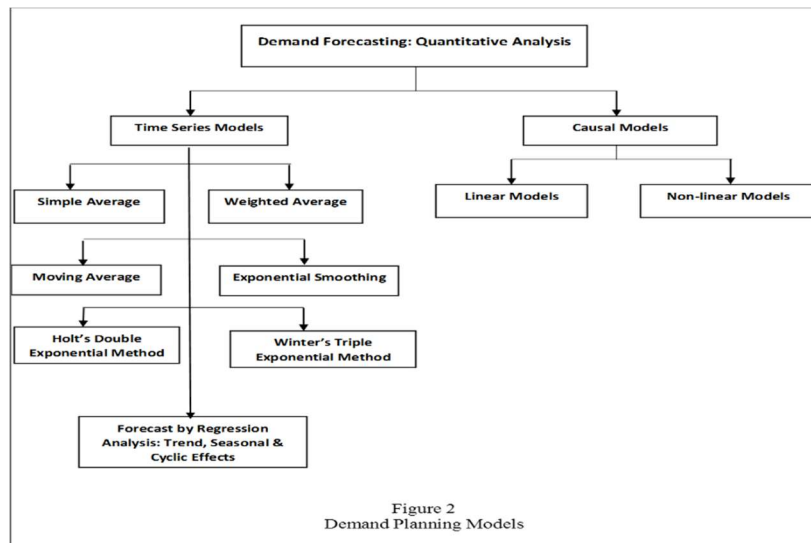 Demand Forecasting: Quantitative Analysis
Time Series Models
Causal Models
Simple Average
Weighted Average
Linear Models
Non-linear Models
Moving Average
Exponential Smoothing
Holt's Double
Exponential Method
Winter's Triple
Exponential Method
Forecast by Regression
Analysis: Trend, Seasonal &
Cyclic Effects
Figure 2
Demand Planning Models